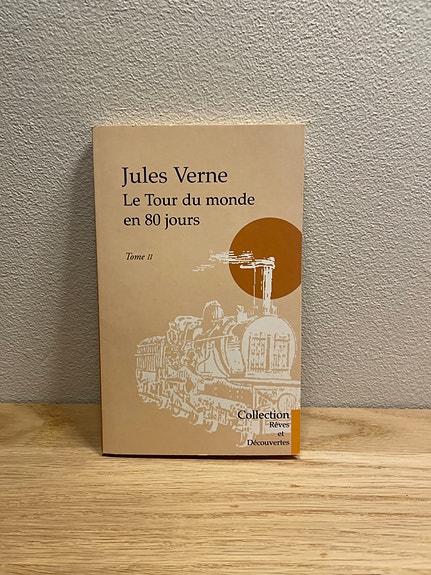 Jules Verne
Le Tour du monde
en 80 jours
Tome II
Collection
Rêves
et
Découvertes